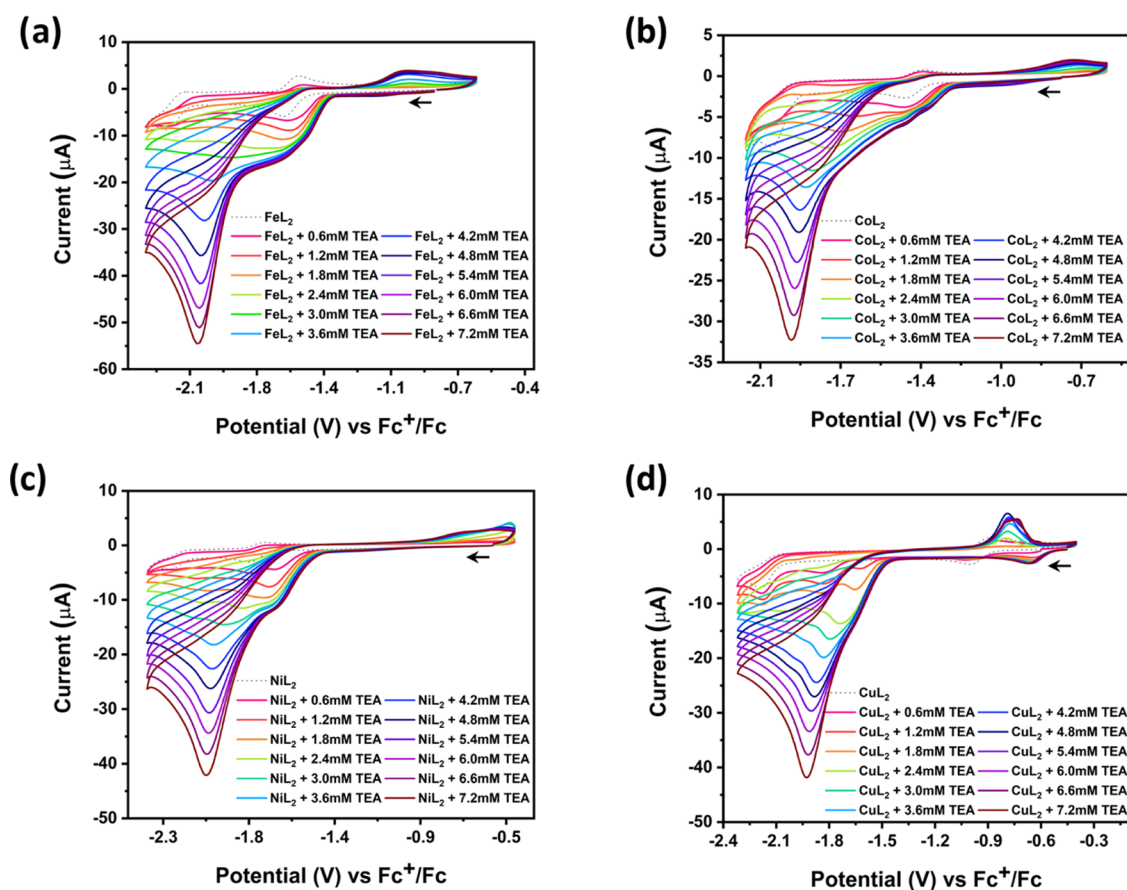 (a)
10
0
-10
-20
-30
-40
-50
-60
Current (μA)
FeL2
FeL2 + 0.6mM TEA
FeL2 + 1.2mM TEA
FeL2 + 1.8mM TEA
FeL2 + 2.4mM TEA
FeL2 + 3.0mM TEA
FeL2 + 3.6mM TEA
FeL2 + 4.2mM TEA
FeL2 + 4.8mM TEA
FeL2 + 5.4mM TEA
FeL2 + 6.0mM TEA
FeL2 + 6.6mM TEA
FeL2 + 7.2mM TEA
-2.1 -1.8 -1.4 -1.1 -0.7 -0.4
Potential (V) vs Fc+/Fc
(b)
5
0
-5
-10
-15
-20
-25
-30
-35
Current (μA)
CoL2
CoL2 + 0.6mM TEA
CoL2 + 1.2mM TEA
CoL2 + 1.8mM TEA
CoL2 + 2.4mM TEA
CoL2 + 3.0mM TEA
CoL2 + 3.6mM TEA
CoL2 + 4.2mM TEA
CoL2 + 4.8mM TEA
CoL2 + 5.4mM TEA
CoL2 + 6.0mM TEA
CoL2 + 6.6mM TEA
CoL2 + 7.2mM TEA
-2.1 -1.7 -1.4 -1.0 -0.7
Potential (V) vs Fc+/Fc
(c)
10
0
-10
-20
-30
-40
-50
Current (μA)
NiL2
NiL2 + 0.6mM TEA
NiL2 + 1.2mM TEA
NiL2 + 1.8mM TEA
NiL2 + 2.4mM TEA
NiL2 + 3.0mM TEA
NiL2 + 3.6mM TEA
NiL2 + 4.2mM TEA
NiL2 + 4.8mM TEA
NiL2 + 5.4mM TEA
NiL2 + 6.0mM TEA
NiL2 + 6.6mM TEA
NiL2 + 7.2mM TEA
-2.3 -1.8 -1.4 -0.9 -0.5
Potential (V) vs Fc+/Fc
(d)
10
0
-10
-20
-30
-40
-50
Current (μA)
CuL2
CuL2 + 0.6mM TEA
CuL2 + 1.2mM TEA
CuL2 + 1.8mM TEA
CuL2 + 2.4mM TEA
CuL2 + 3.0mM TEA
CuL2 + 3.6mM TEA
CuL2 + 4.2mM TEA
CuL2 + 4.8mM TEA
CuL2 + 5.4mM TEA
CuL2 + 6.0mM TEA
CuL2 + 6.6mM TEA
CuL2 + 7.2mM TEA
-2.4 -2.1 -1.8 -1.5 -1.2 -0.9 -0.6 -0.3
Potential (V) vs Fc+/Fc